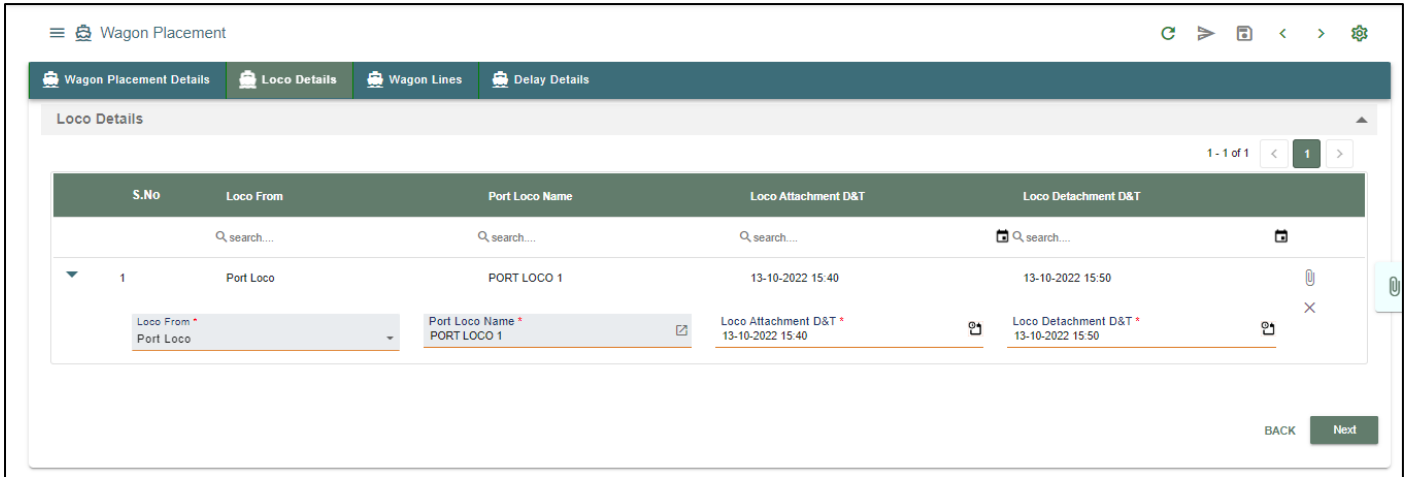 Wagon Placement
Wagon Placement Details Loco Details Wagon Lines Delay Details
Loco Details
1 - 1 of 1 < 1 >
S.No Loco From Port Loco Name Loco Attachment D&T Loco Detachment D&T
search.... search.... search.... search....
1 Port Loco PORT LOCO 1 13-10-2022 15:40 13-10-2022 15:50
Loco From * Port Loco Name * Loco Attachment D&T * Loco Detachment D&T *
Port Loco PORT LOCO 1 13-10-2022 15:40 13-10-2022 15:50
BACK Next